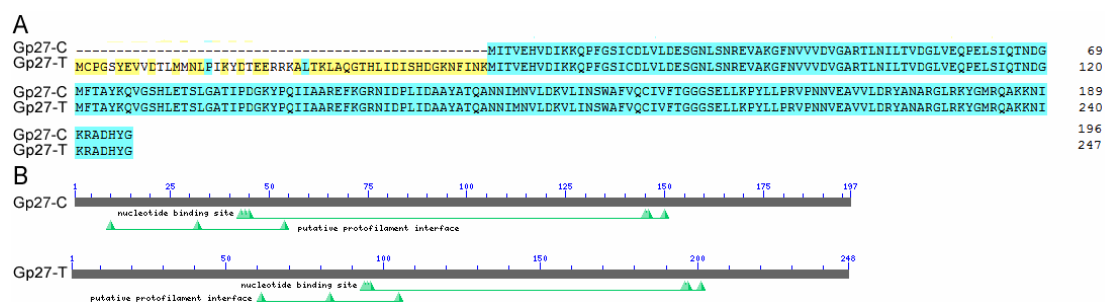 A
Gp27-C ---------------------------------------------------MITVEHVDIKKQPFGSICDLVLDESGNLSNREVAKGFNVVVDVGARTLNILTVDGLVEQPELSIQTNDG 69
Gp27-T MCPGSYEVVDTLMMNLPIKYDTEERRKALTKLAQGTHLIDISHDGKNFINKMITVEHVDIKKQPFGSICDLVLDESGNLSNREVAKGFNVVVDVGARTLNILTVDGLVEQPELSIQTNDG 120
Gp27-C MFTAYKQVGSHLETSLGATIPDGKYPQIIAAREFKGRNIDPLIDAAYATQANNIMNVLDKVLINSWAFVQCIVFTGGGSELLKPYLLPRVPNNVEAVVLDRYANARGLRKYGMRQAKKNI 189
Gp27-T MFTAYKQVGSHLETSLGATIPDGKYPQIIAAREFKGRNIDPLIDAAYATQANNIMNVLDKVLINSWAFVQCIVFTGGGSELLKPYLLPRVPNNVEAVVLDRYANARGLRKYGMRQAKKNI 240
Gp27-C KRADHYG 196
Gp27-T KRADHYG 247
B
1 25 50 75 100 125 150 175 197
Gp27-C
nucleotide binding site
putative protofilament interface
1 50 100 150 200 248
Gp27-T
nucleotide binding site
putative protofilament interface